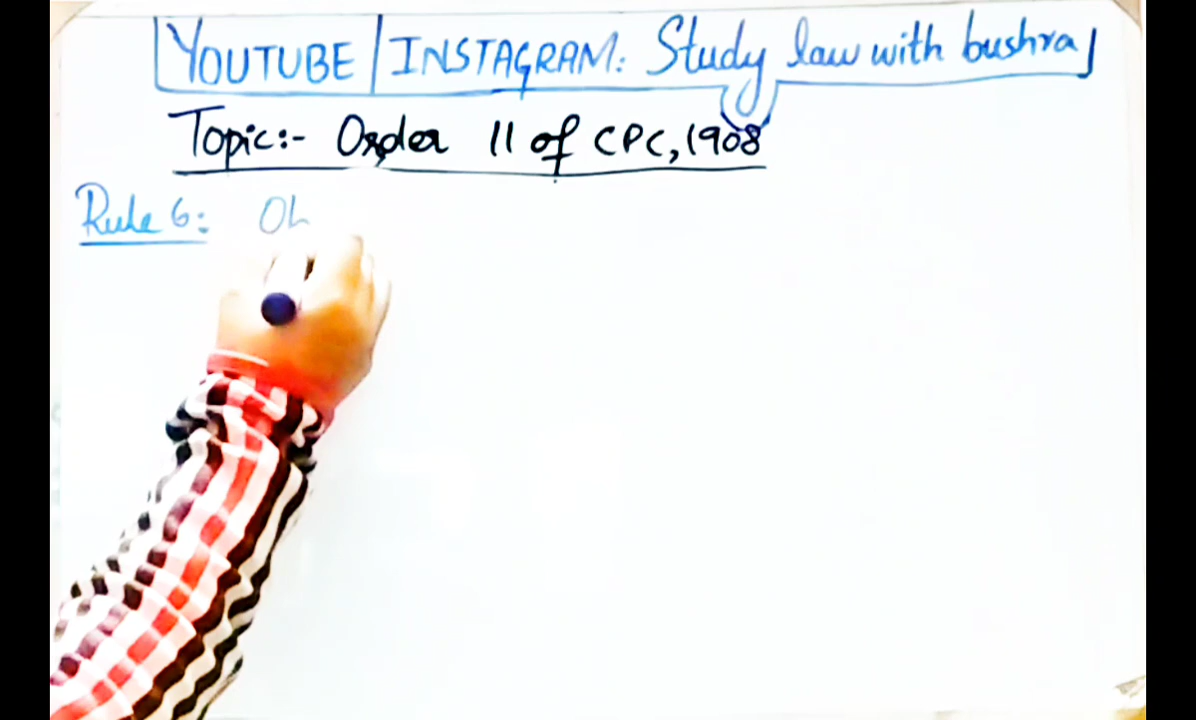 YOUTUBE | INSTAGRAM: Study law with bushra
Topic:- Order 11 of CPC, 1908
Rule 6: